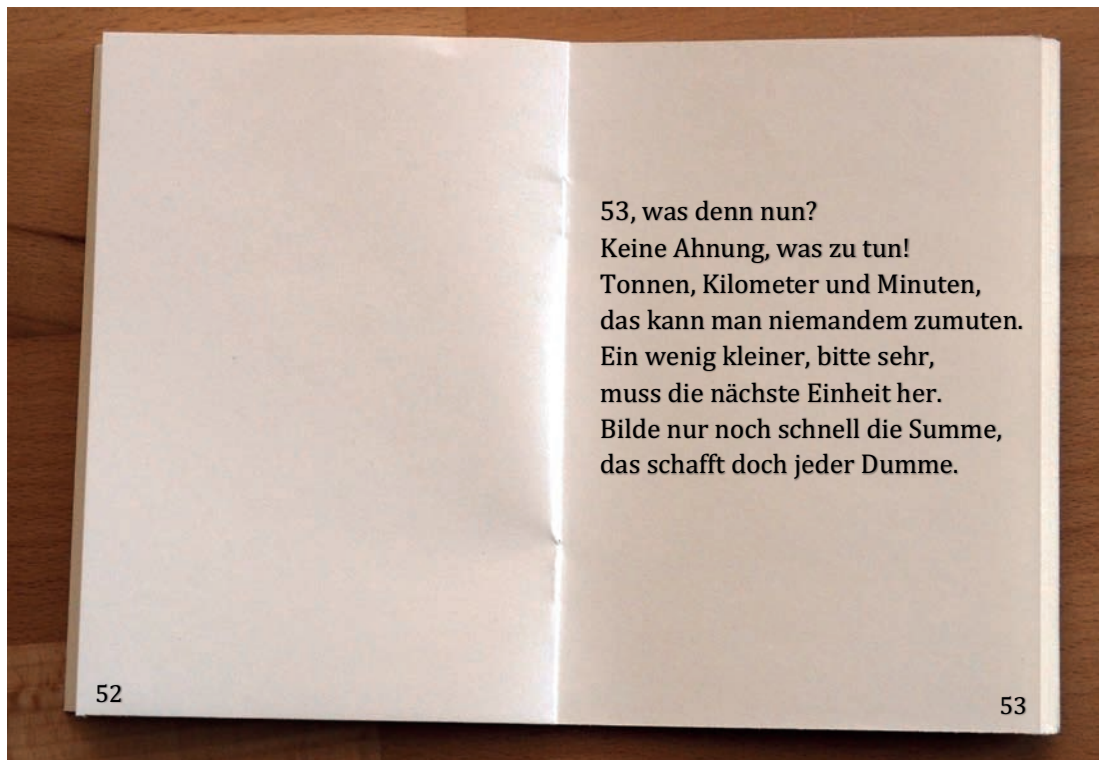 53, was denn nun?
Keine Ahnung, was zu tun!
Tonnen, Kilometer und Minuten,
das kann man niemandem zumuten.
Ein wenig kleiner, bitte sehr,
muss die nächste Einheit her.
Bilde nur noch schnell die Summe,
das schafft doch jeder Dumme.
52
53